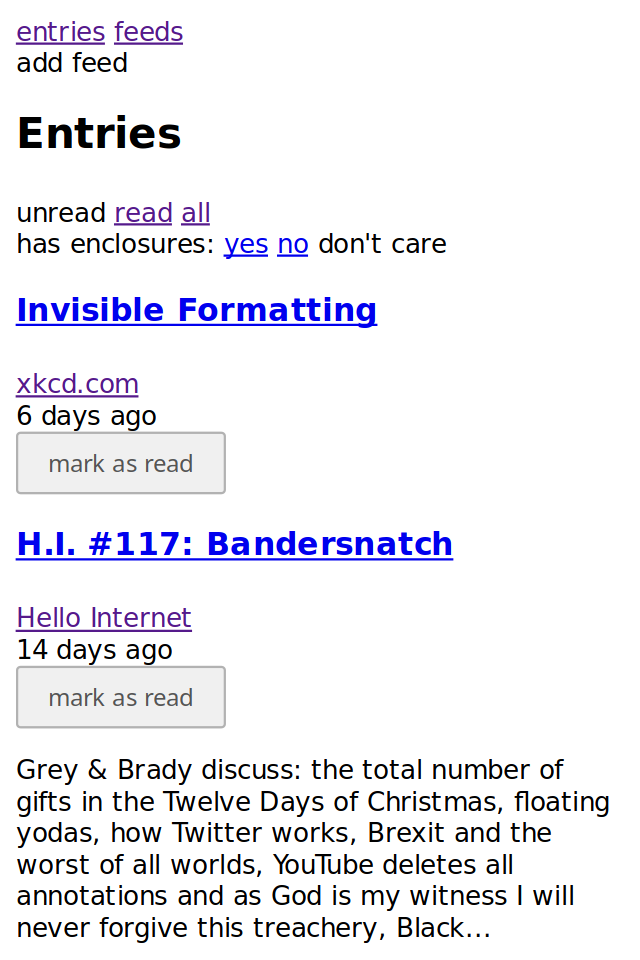 entries feeds
add feed
Entries
unread read all
has enclosures: yes no don't care
Invisible Formatting
xkcd.com
6 days ago
mark as read
H.I. #117: Bandersnatch
Hello Internet
14 days ago
mark as read
Grey & Brady discuss: the total number of
gifts in the Twelve Days of Christmas, floating
yodas, how Twitter works, Brexit and the
worst of all worlds, YouTube deletes all
annotations and as God is my witness I will
never forgive this treachery, Black…